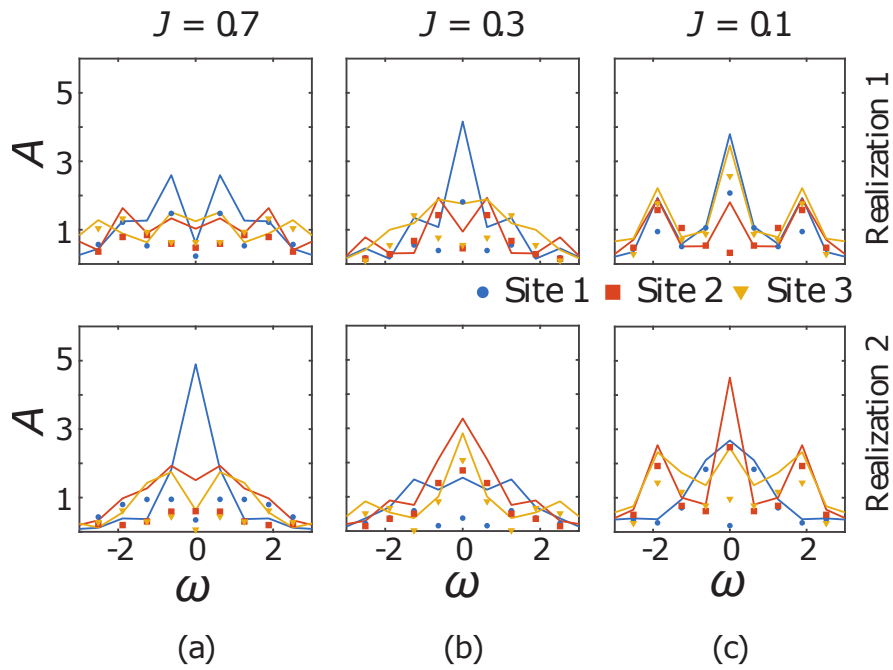 J = 0.7 J = 0.3 J = 0.1
A
5
3
1
Realization 1
Site 1 Site 2 Site 3
A
5
3
1
Realization 2
-2 0 2 -2 0 2 -2 0 2
ω ω ω
(a) (b) (c)